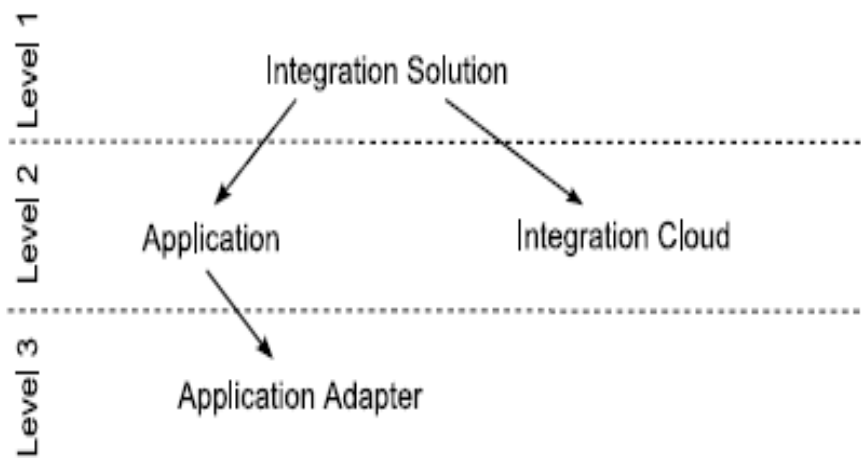 Level 1
Integration Solution
Level 2
Application
Integration Cloud
Level 3
Application Adapter